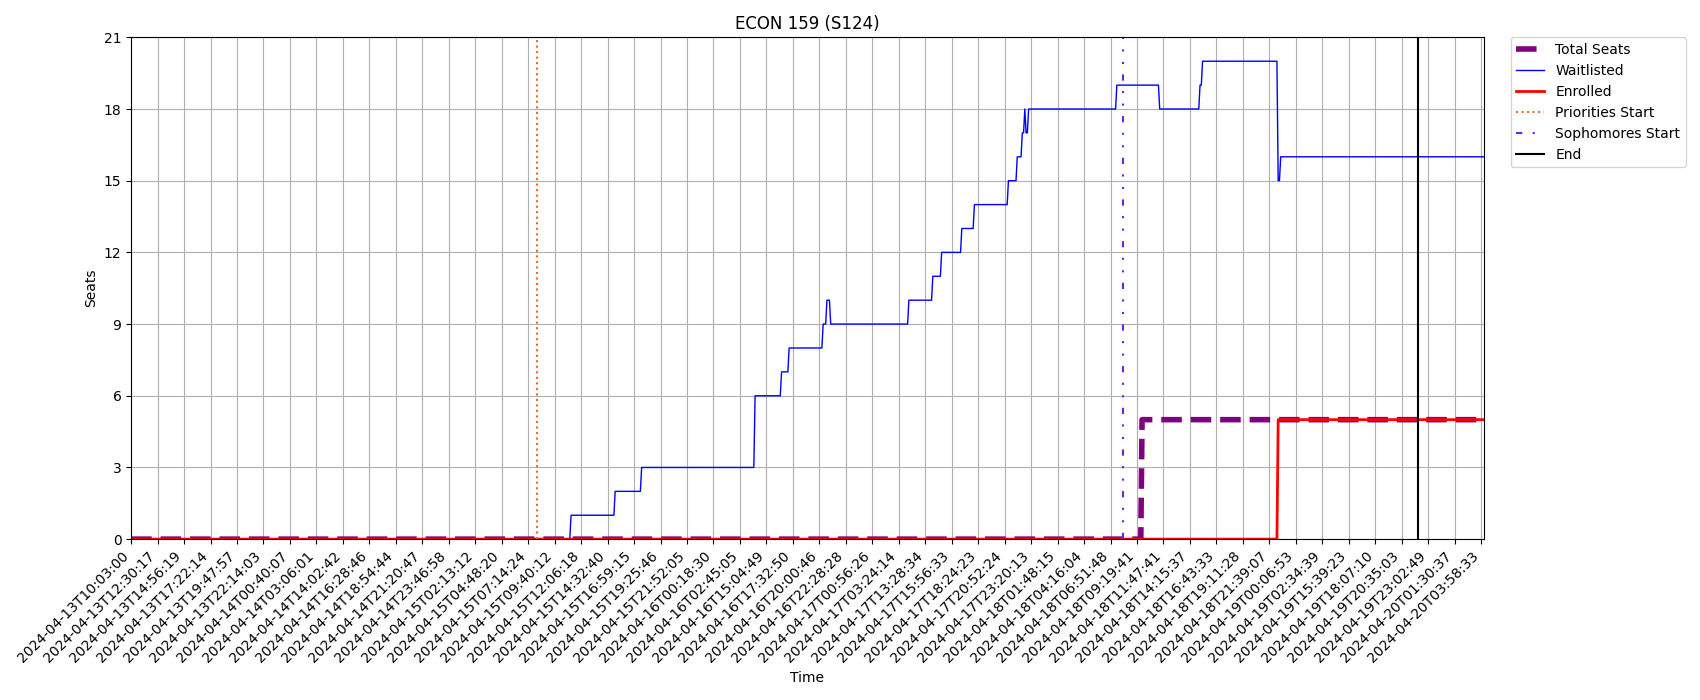 ECON 159 (S124)
21
18
15
12
9
6
3
0
Seats
2024-04-13T10:03:00
2024-04-13T12:30:17
2024-04-13T14:56:19
2024-04-13T17:22:14
2024-04-13T19:47:57
2024-04-13T22:14:03
2024-04-14T00:40:07
2024-04-14T03:06:01
2024-04-14T14:02:42
2024-04-14T16:28:46
2024-04-14T18:54:44
2024-04-14T21:20:47
2024-04-14T23:46:58
2024-04-15T02:13:12
2024-04-15T04:48:20
2024-04-15T07:14:24
2024-04-15T09:40:12
2024-04-15T12:06:18
2024-04-15T14:32:40
2024-04-15T16:59:15
2024-04-15T19:25:46
2024-04-15T21:52:05
2024-04-16T00:18:30
2024-04-16T02:45:05
2024-04-16T15:04:49
2024-04-16T17:32:50
2024-04-16T20:00:46
2024-04-16T22:28:28
2024-04-17T00:56:26
2024-04-17T03:24:14
2024-04-17T13:28:34
2024-04-17T15:56:33
2024-04-17T18:24:23
2024-04-17T20:52:24
2024-04-17T23:20:13
2024-04-18T01:48:15
2024-04-18T04:16:04
2024-04-18T06:51:48
2024-04-18T09:19:41
2024-04-18T11:47:41
2024-04-18T14:15:37
2024-04-18T16:43:33
2024-04-18T19:11:28
2024-04-18T21:39:07
2024-04-19T00:06:53
2024-04-19T02:34:39
2024-04-19T15:39:23
2024-04-19T18:07:10
2024-04-19T20:35:03
2024-04-19T23:02:49
2024-04-20T01:30:37
2024-04-20T03:58:33
Time
Total Seats
Waitlisted
Enrolled
Priorities Start
Sophomores Start
End